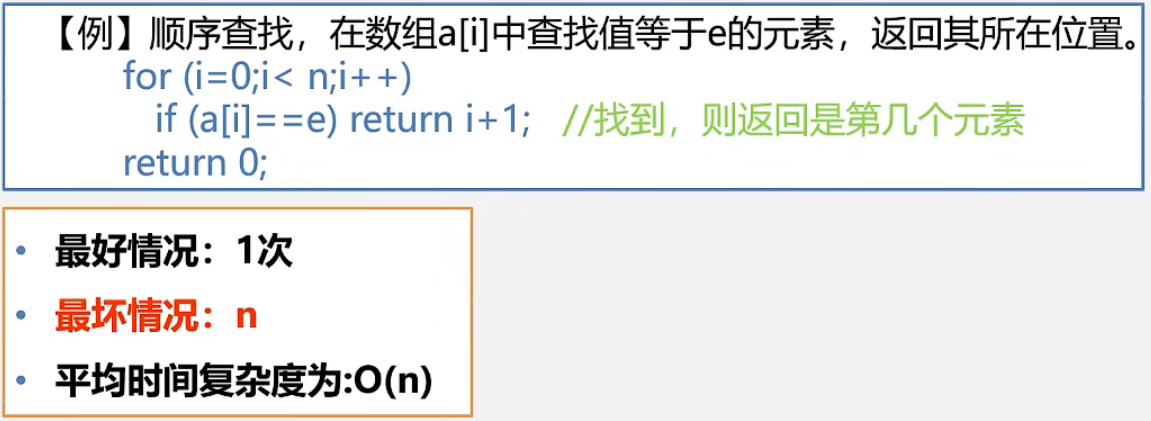 【例】顺序查找，在数组a[i]中查找值等于e的元素，返回其所在位置。
for (i=0;i< n;i++)
if (a[i]==e) return i+1; //找到，则返回是第几个元素
return 0;
• 最好情况：1次
• 最坏情况：n
• 平均时间复杂度为:O(n)